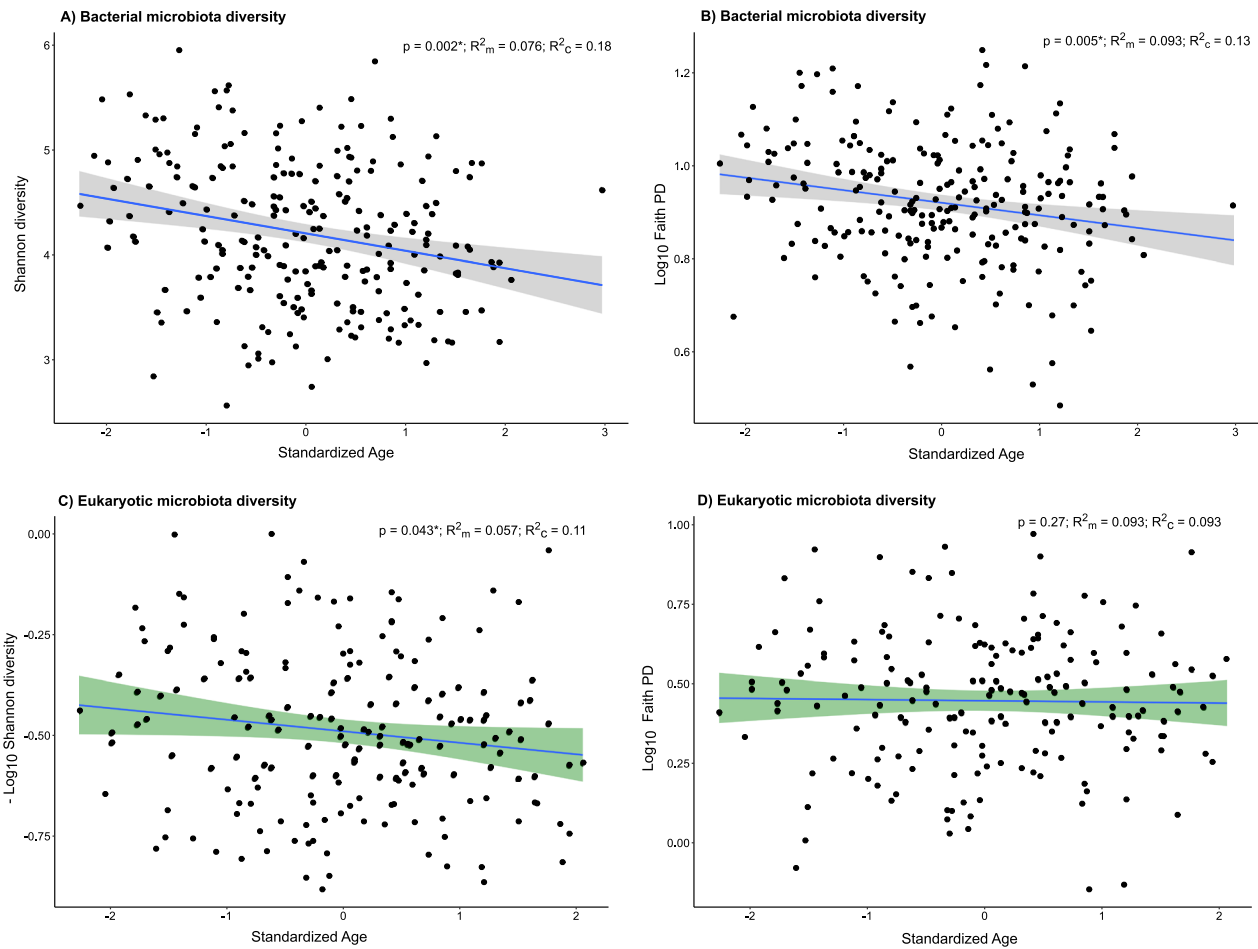 A) Bacterial microbiota diversity
p = 0.002*; R²m = 0.076; R²c = 0.18
6
5
4
3
Shannon diversity
-2 -1 0 1 2 3
Standardized Age
B) Bacterial microbiota diversity
p = 0.005*; R²m = 0.093; R²c = 0.13
1.2
1.0
0.8
0.6
Log10 Faith PD
-2 -1 0 1 2 3
Standardized Age
C) Eukaryotic microbiota diversity
p = 0.043*; R²m = 0.057; R²c = 0.11
0.00
-0.25
-0.50
-0.75
- Log10 Shannon diversity
-2 -1 0 1 2
Standardized Age
D) Eukaryotic microbiota diversity
p = 0.27; R²m = 0.093; R²c = 0.093
1.00
0.75
0.50
0.25
0.00
Log10 Faith PD
-2 -1 0 1 2
Standardized Age